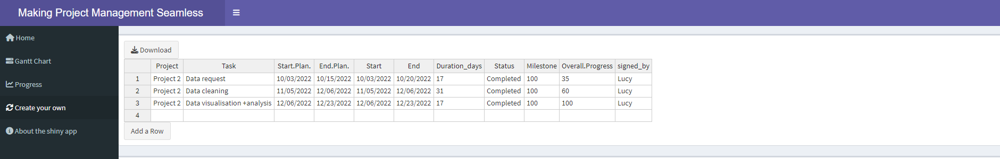 Making Project Management Seamless
Home
Gantt Chart
Progress
Create your own
About the shiny app
Download
Project Task Start.Plan. End.Plan. Start End Duration_days Status Milestone Overall.Progress signed_by
1 Project 2 Data request 10/03/2022 10/15/2022 10/03/2022 10/20/2022 17 Completed 100 35 Lucy
2 Project 2 Data cleaning 11/05/2022 12/06/2022 11/05/2022 12/06/2022 31 Completed 100 60 Lucy
3 Project 2 Data visualisation +analysis 12/06/2022 12/23/2022 12/06/2022 12/23/2022 17 Completed 100 100 Lucy
4
Add a Row